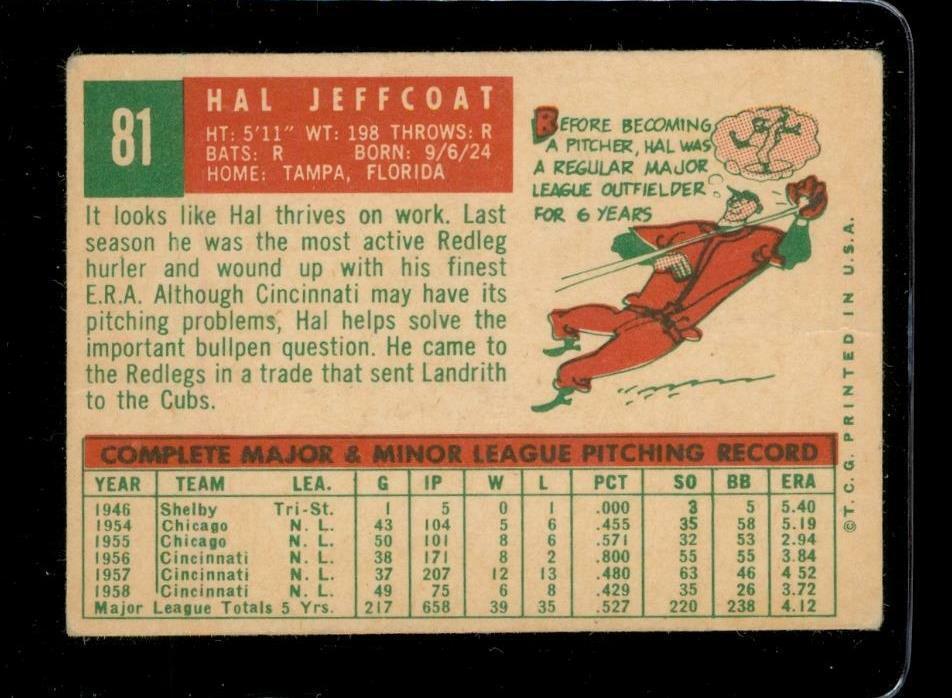 81
HAL JEFFCOAT
HT: 5'11" WT: 198 THROWS: R
BATS: R BORN: 9/6/24
HOME: TAMPA, FLORIDA
It looks like Hal thrives on work. Last
season he was the most active Redleg
hurler and wound up with his finest
E.R.A. Although Cincinnati may have its
pitching problems, Hal helps solve the
important bullpen question. He came to
the Redlegs in a trade that sent Landrith
to the Cubs.
BEFORE BECOMING
A PITCHER, HAL WAS
A REGULAR MAJOR
LEAGUE OUTFIELDER
FOR 6 YEARS
COMPLETE MAJOR & MINOR LEAGUE PITCHING RECORD
YEAR TEAM LEA. G IP W L PCT SO BB ERA
1946 Shelby Tri-St. 1 5 0 1 .000 3 5 5.40
1954 Chicago N. L. 43 104 5 6 .455 35 58 5.19
1955 Chicago N. L. 50 101 8 6 .571 32 53 2.94
1956 Cincinnati N. L. 38 171 8 2 .800 55 55 3.84
1957 Cincinnati N. L. 37 207 12 13 .480 63 46 4 52
1958 Cincinnati N. L. 49 75 6 8 .429 35 26 3.72
Major League Totals 5 Yrs. 217 658 39 35 .527 220 238 4.12
©T.C.G. PRINTED IN U.S.A.